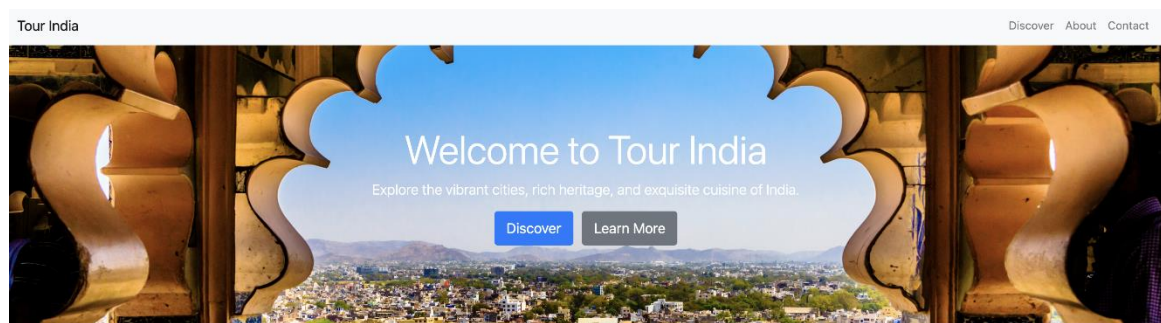 Tour India
Discover About Contact
Welcome to Tour India
Explore the vibrant cities, rich heritage, and exquisite cuisine of India.
Discover Learn More